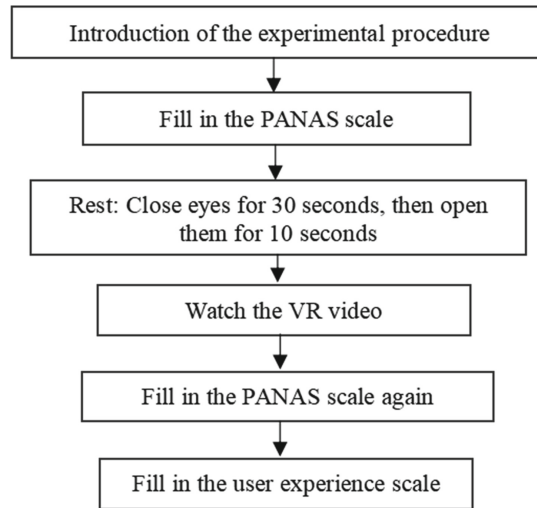 Introduction of the experimental procedure
Fill in the PANAS scale
Rest: Close eyes for 30 seconds, then open
them for 10 seconds
Watch the VR video
Fill in the PANAS scale again
Fill in the user experience scale